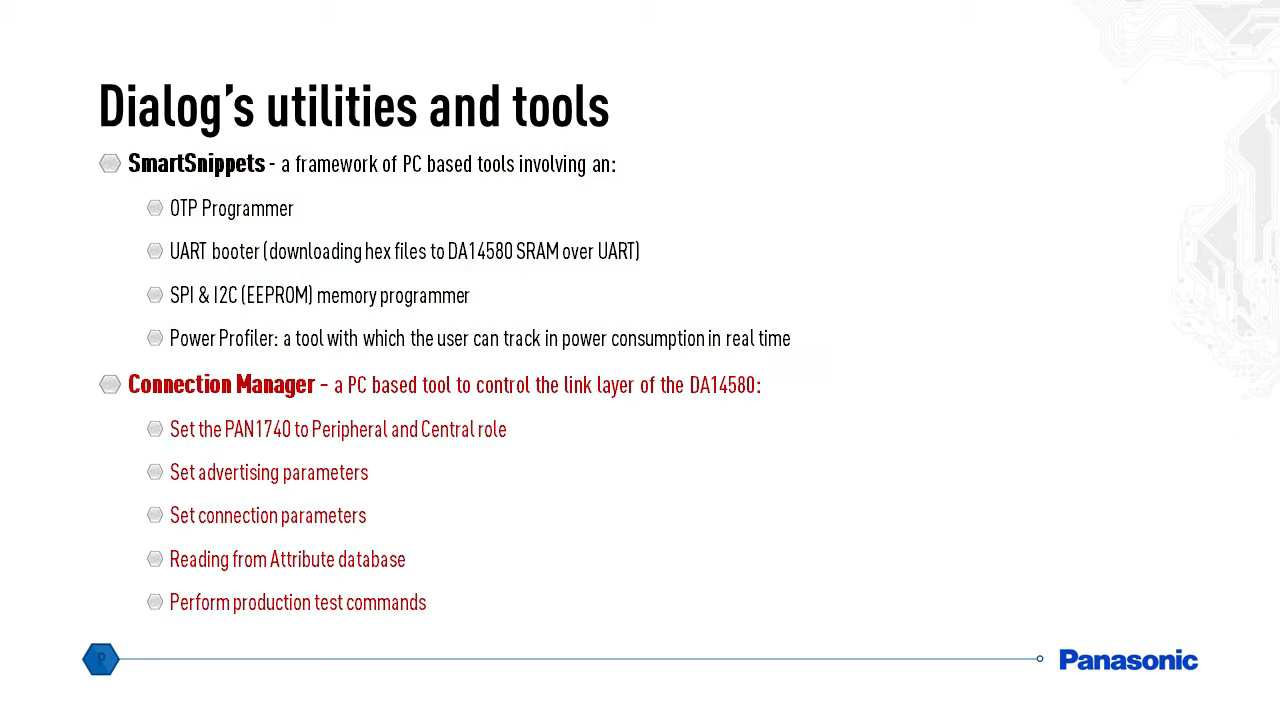 Dialog's utilities and tools
SmartSnippets - a framework of PC based tools involving an:
OTP Programmer
UART booter (downloading hex files to DA14580 SRAM over UART)
SPI & I2C (EEPROM) memory programmer
Power Profiler: a tool with which the user can track in power consumption in real time
Connection Manager – a PC based tool to control the link layer of the DA14580:
Set the PAN1740 to Peripheral and Central role
Set advertising parameters
Set connection parameters
Reading from Attribute database
Perform production test commands
P
Panasonic